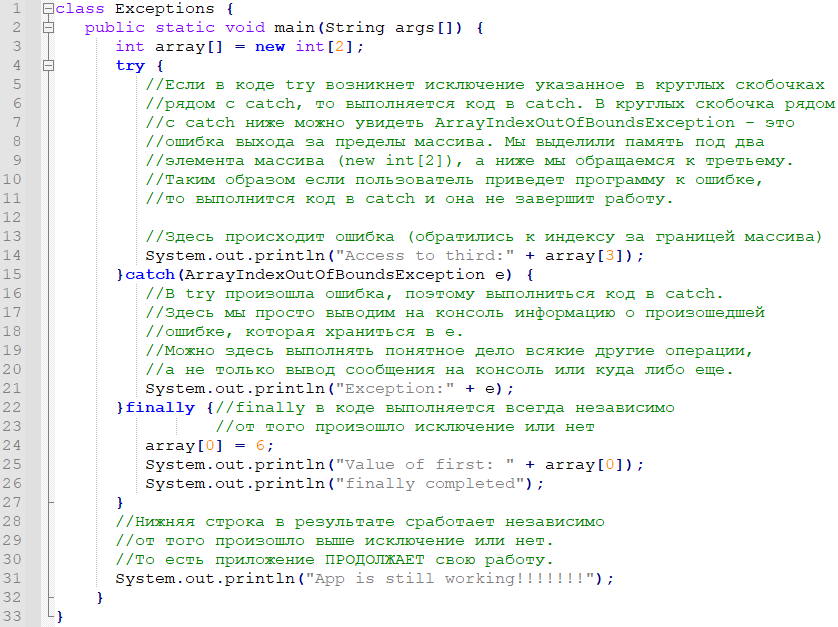 1 class Exceptions {
2 public static void main(String args[]) {
3 int array[] = new int[2];
4 try {
5 //Если в коде try возникнет исключение указанное в круглых скобочках
6 //рядом с catch, то выполняется код в catch. В круглых скобочка рядом
7 //с catch ниже можно увидеть ArrayIndexOutOfBoundsException - это
8 //ошибка выхода за пределы массива. Мы выделили память под два
9 //элемента массива (new int[2]), а ниже мы обращаемся к третьему.
10 //Таким образом если пользователь приведет программу к ошибке,
11 //то выполнится код в catch и она не завершит работу.
12
13 //Здесь происходит ошибка (обратились к индексу за границей массива)
14 System.out.println("Access to third:" + array[3]);
15 }catch(ArrayIndexOutOfBoundsException e) {
16 //В try произошла ошибка, поэтому выполниться код в catch.
17 //Здесь мы просто выводим на консоль информацию о произошедшей
18 //ошибке, которая храниться в e.
19 //Можно здесь выполнять понятное дело всякие другие операции,
20 //а не только вывод сообщения на консоль или куда либо еще.
21 System.out.println("Exception:" + e);
22 }finally {//finally в коде выполняется всегда независимо
23 //от того произошло исключение или нет
24 array[0] = 6;
25 System.out.println("Value of first: " + array[0]);
26 System.out.println("finally completed");
27 }
28 //Нижняя строка в результате сработает независимо
29 //от того произошло выше исключение или нет.
30 //То есть приложение ПРОДОЛЖАЕТ свою работу.
31 System.out.println("App is still working!!!!!!!");
32 }
33 }